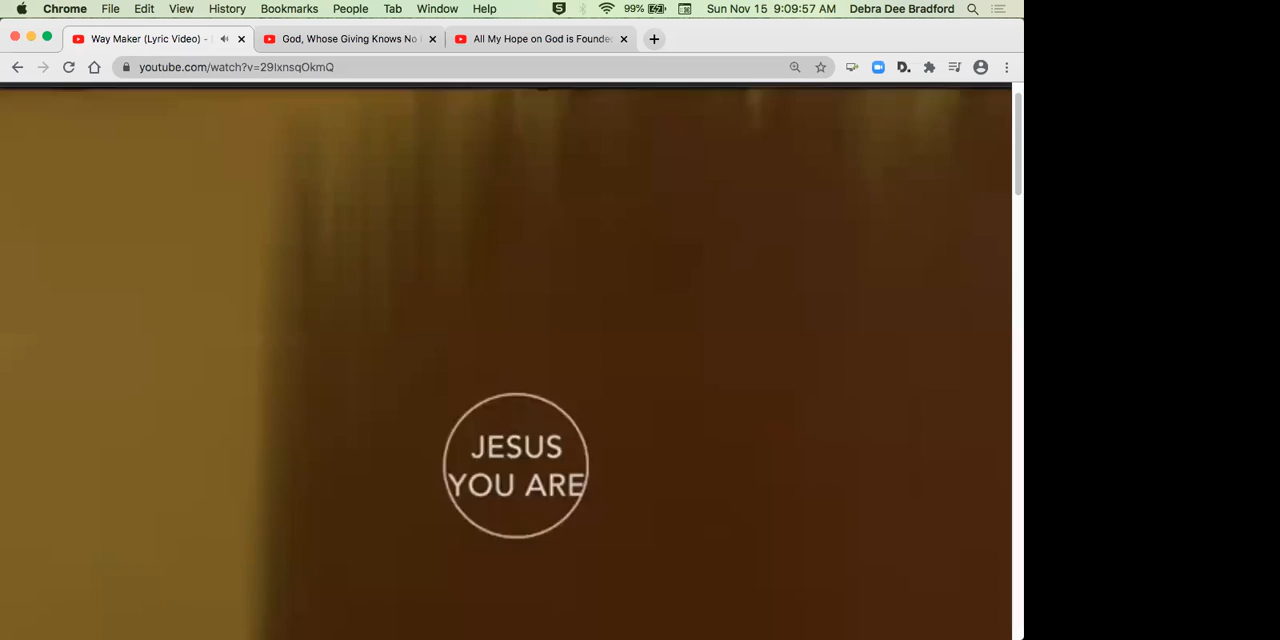 Chrome File Edit View History Bookmarks People Tab Window Help 99% Sun Nov 15 9:09:57 AM Debra Dee Bradford
Way Maker (Lyric Video) - God, Whose Giving Knows No All My Hope on God is Founde
youtube.com/watch?v=29IxnsqOkmQ D.
JESUS
YOU ARE